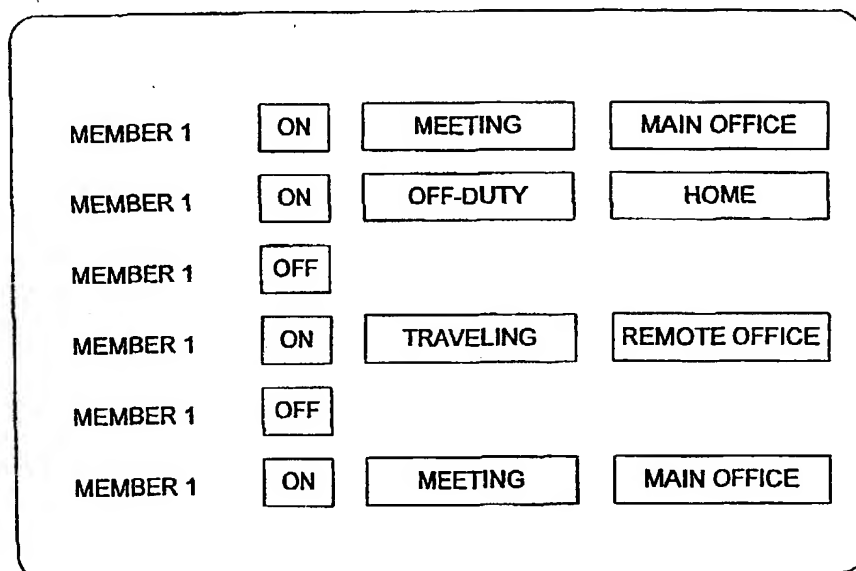 MEMBER 1 ON MEETING MAIN OFFICE
MEMBER 1 ON OFF-DUTY HOME
MEMBER 1 OFF
MEMBER 1 ON TRAVELING REMOTE OFFICE
MEMBER 1 OFF
MEMBER 1 ON MEETING MAIN OFFICE